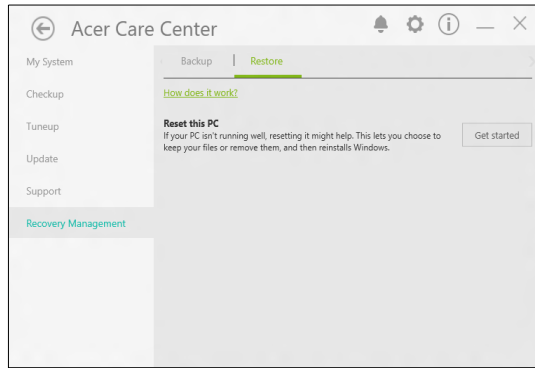 Acer Care Center
My System
Checkup
Tuneup
Update
Support
Recovery Management
Backup | Restore
How does it work?
Reset this PC
If your PC isn't running well, resetting it might help. This lets you choose to
keep your files or remove them, and then reinstalls Windows.
Get started